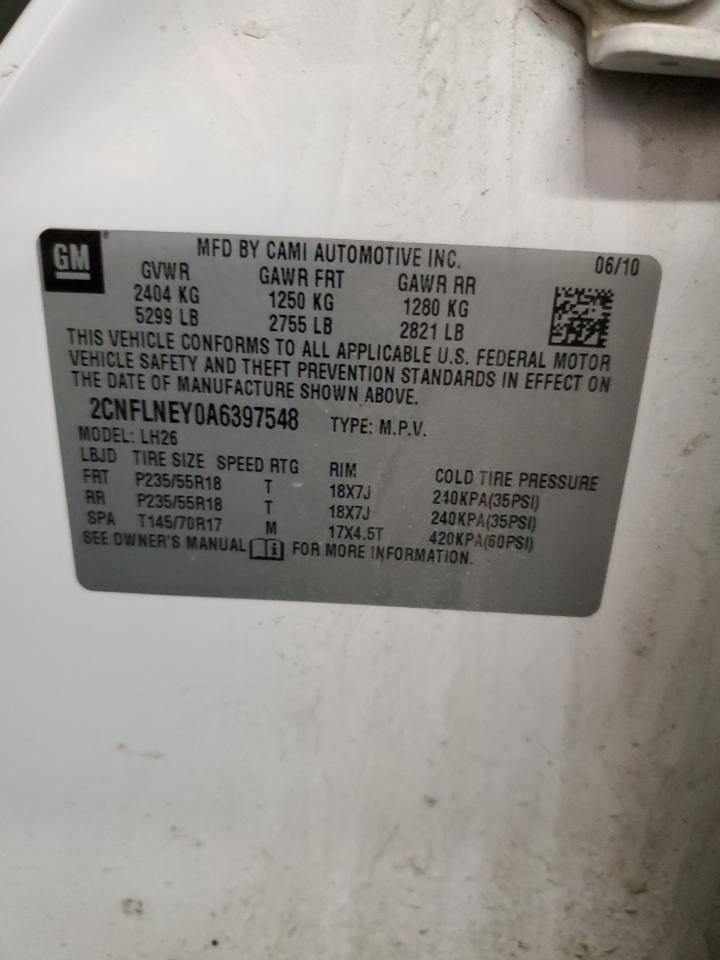 GM® MFD BY CAMI AUTOMOTIVE INC. 06/10
GVWR GAWR FRT GAWR RR
2404 KG 1250 KG 1280 KG
5299 LB 2755 LB 2821 LB
THIS VEHICLE CONFORMS TO ALL APPLICABLE U.S. FEDERAL MOTOR
VEHICLE SAFETY AND THEFT PREVENTION STANDARDS IN EFFECT ON
THE DATE OF MANUFACTURE SHOWN ABOVE.
2CNFLNEY0A6397548 TYPE: M.P.V.
MODEL: LH26
LBJD TIRE SIZE SPEED RTG RIM COLD TIRE PRESSURE
FRT P235/55R18 T 18X7J 240KPA(35PSI)
RR P235/55R18 T 18X7J 240KPA(35PSI)
SPA T145/70R17 M 17X4.5T 420KPA(60PSI)
SEE OWNER'S MANUAL FOR MORE INFORMATION.